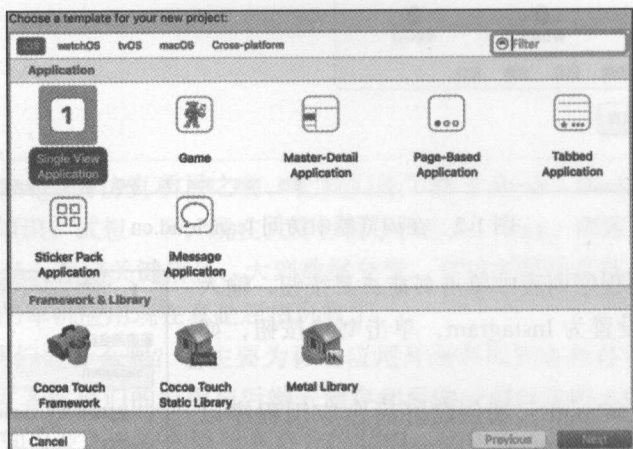 Choose a template for your new project:
iOS watchOS tvOS macOS Cross-platform Filter
Application
1
Single View Application
Game
Master-Detail Application
Page-Based Application
Tabbed Application
Sticker Pack Application
iMessage Application
Framework & Library
Cocoa Touch Framework
Cocoa Touch Static Library
Metal Library
Cancel Previous Next